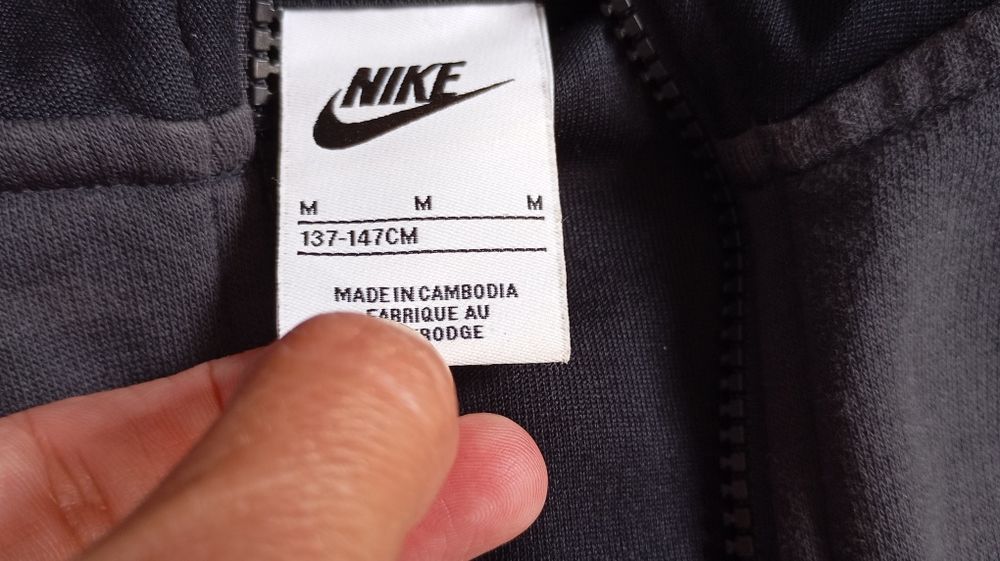 NIKE
M M M
137-147CM
MADE IN CAMBODIA
FABRIQUE AU